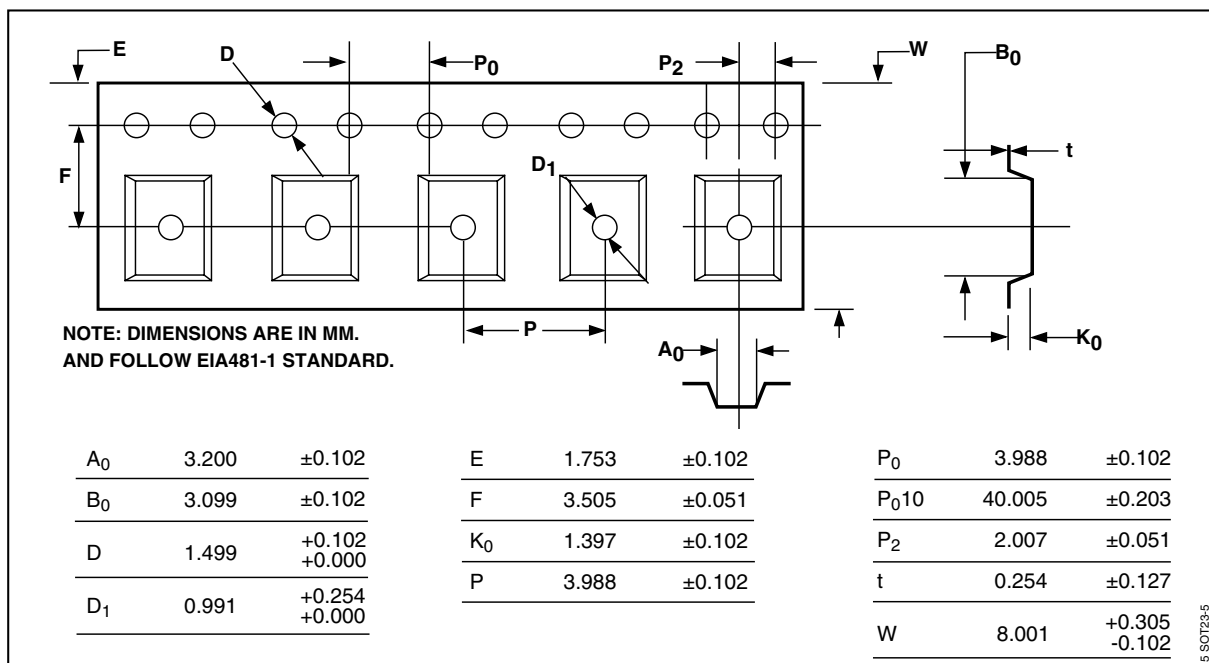 E
D
P0
P2
W
B0
t
F
D1
P
A0
K0
NOTE: DIMENSIONS ARE IN MM.
AND FOLLOW EIA481-1 STANDARD.
A0 3.200 ±0.102
B0 3.099 ±0.102
D 1.499 +0.102 +0.000
D1 0.991 +0.254 +0.000
E 1.753 ±0.102
F 3.505 ±0.051
K0 1.397 ±0.102
P 3.988 ±0.102
P0 3.988 ±0.102
P010 40.005 ±0.203
P2 2.007 ±0.051
t 0.254 ±0.127
W 8.001 +0.305 -0.102
5 SOT23-5